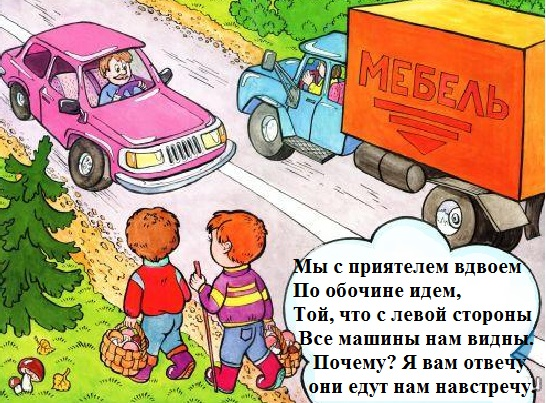 МЕБЕЛЬ
Мы с приятелем вдвоем .
По обочине идем,
Той, что с левой стороны
Все машины нам видны.
Почему? Я вам отвечу
они едут нам навстречу.